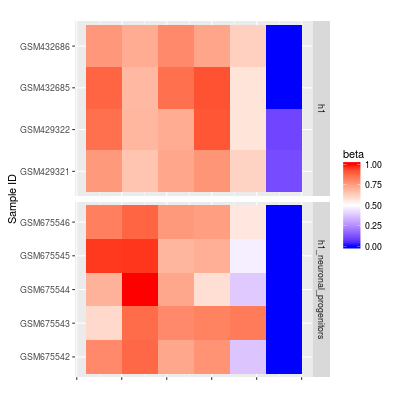 GSM432686
GSM432685
GSM429322
GSM429321
h1
GSM675546
GSM675545
GSM675544
GSM675543
GSM675542
h1_neuronal_progenitors
Sample ID
beta
1.00
0.75
0.50
0.25
0.00